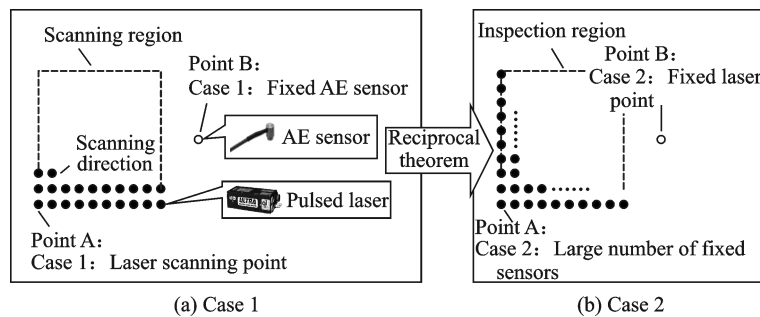 Scanning region
Point B：
Case 1： Fixed AE sensor
AE sensor
Scanning
direction
ULTRA
Pulsed laser
Point A：
Case 1： Laser scanning point
Reciprocal
theorem
Inspection region
Point B：
Case 2： Fixed laser
point
Point A：
Case 2： Large number of fixed
sensors
(a) Case 1
(b) Case 2